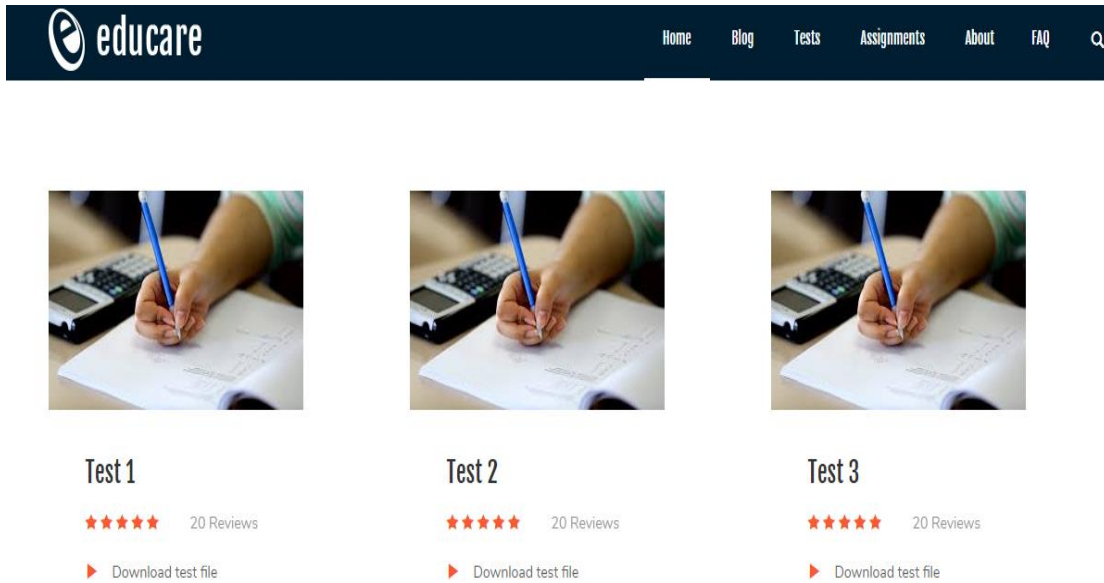 educare
Home Blog Tests Assignments About FAQ
Test 1
20 Reviews
Download test file
Test 2
20 Reviews
Download test file
Test 3
20 Reviews
Download test file